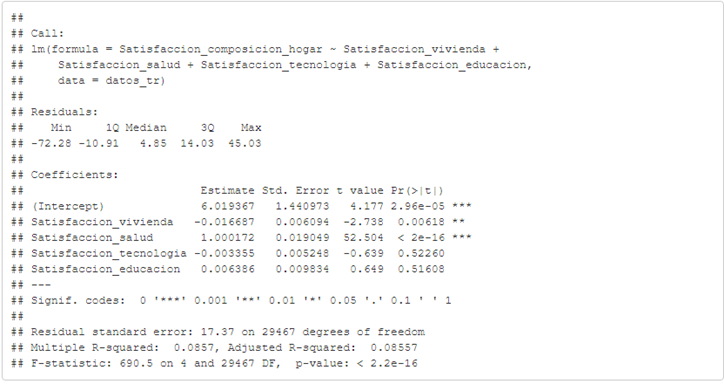 ##
## Call:
## lm(formula = Satisfaccion_composicion_hogar ~ Satisfaccion_vivienda +
##     Satisfaccion_salud + Satisfaccion_tecnologia + Satisfaccion_educacion,
##     data = datos_tr)
##
## Residuals:
##    Min     1Q Median     3Q    Max
## -72.28 -10.91   4.85  14.03  45.03
##
## Coefficients:
##                          Estimate Std. Error t value Pr(>|t|)
## (Intercept)              6.019367   1.440973   4.177 2.96e-05 ***
## Satisfaccion_vivienda   -0.016687   0.006094  -2.738  0.00618 **
## Satisfaccion_salud       1.000172   0.019049  52.504  < 2e-16 ***
## Satisfaccion_tecnologia -0.003355   0.005248  -0.639  0.52260
## Satisfaccion_educacion   0.006386   0.009834   0.649  0.51608
## ---
## Signif. codes:  0 '***' 0.001 '**' 0.01 '*' 0.05 '.' 0.1 ' ' 1
##
## Residual standard error: 17.37 on 29467 degrees of freedom
## Multiple R-squared:  0.0857, Adjusted R-squared:  0.08557
## F-statistic: 690.5 on 4 and 29467 DF,  p-value: < 2.2e-16